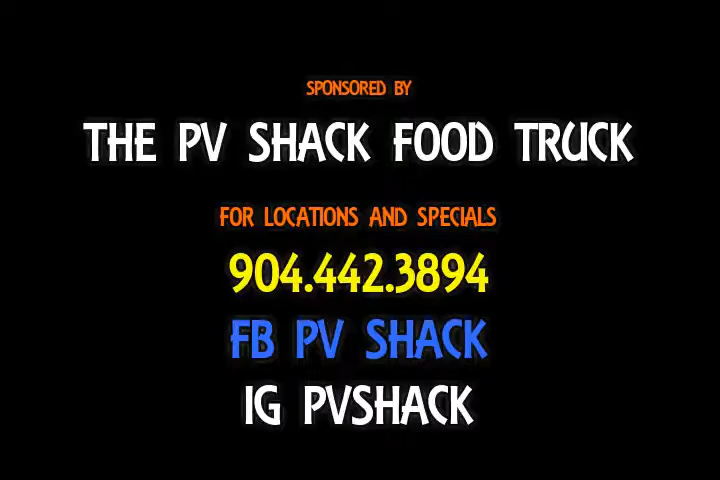 SPONSORED BY
THE PV SHACK FOOD TRUCK
FOR LOCATIONS AND SPECIALS
904.442.3894
FB PV SHACK
IG PVSHACK